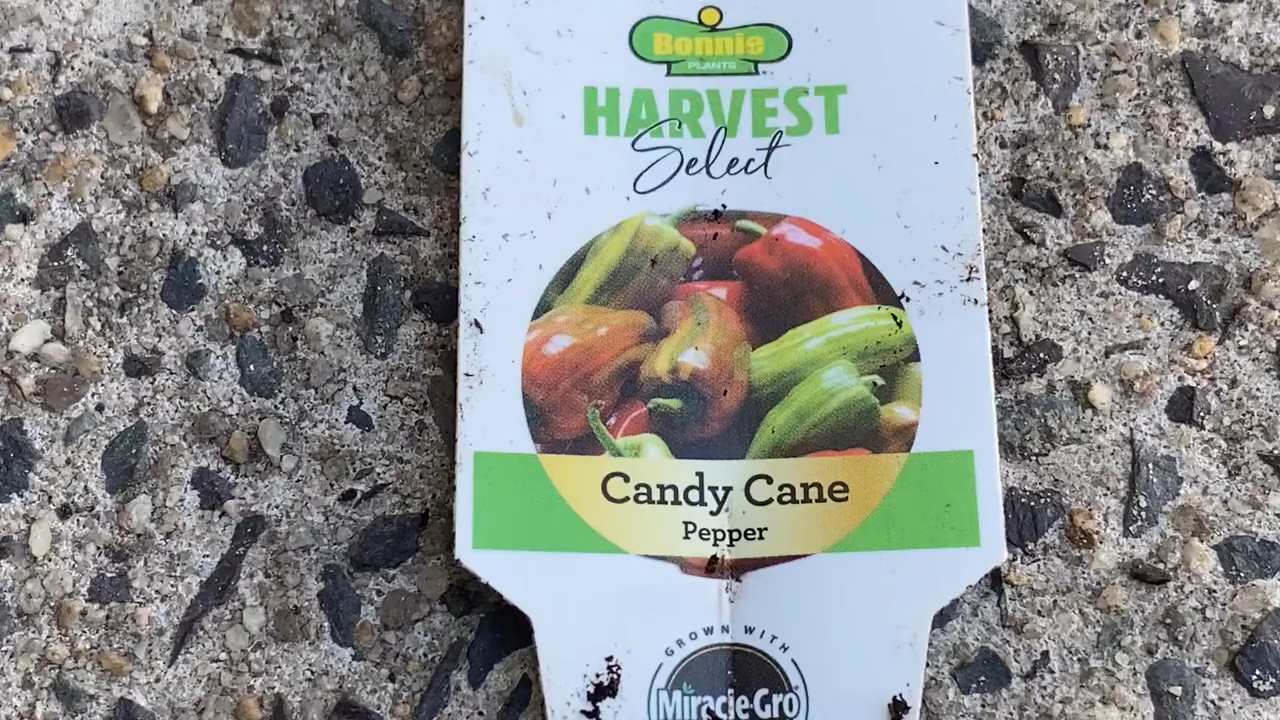 Bonnie
PLANTS
HARVEST
Select
Candy Cane
Pepper
GROWN WITH
Miracle-Gro